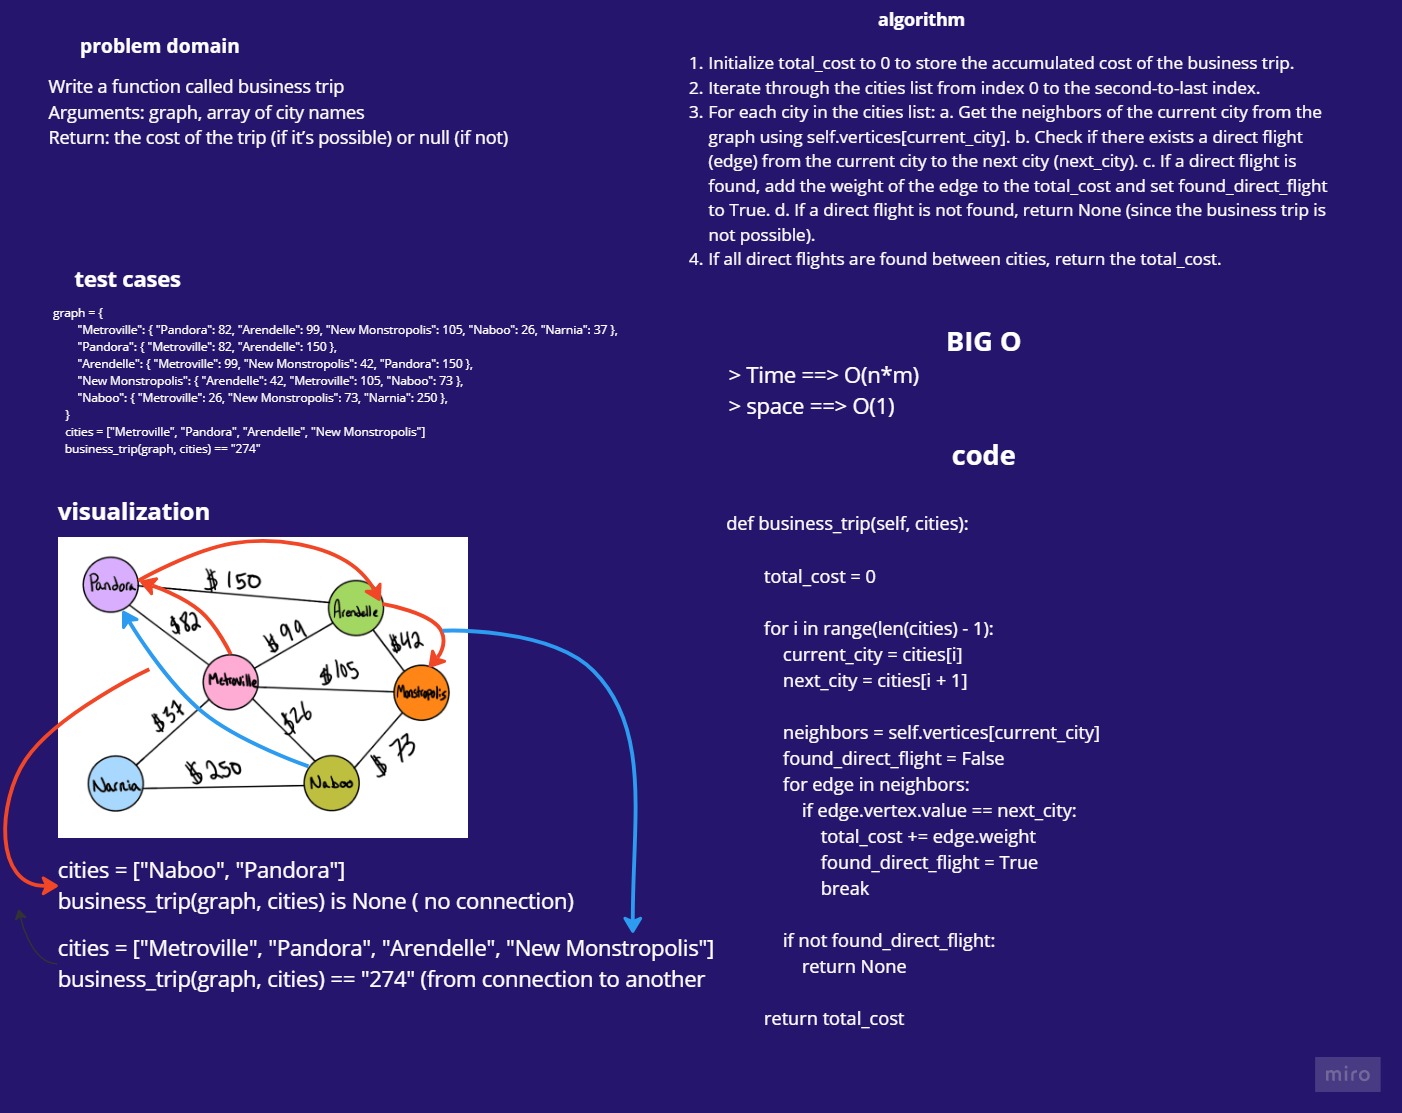 problem domain
Write a function called business trip
Arguments: graph, array of city names
Return: the cost of the trip (if it's possible) or null (if not)
test cases
graph = {
"Metroville": { "Pandora": 82, "Arendelle": 99, "New Monstropolis": 105, "Naboo": 26, "Narnia": 37 },
"Pandora": { "Metroville": 82, "Arendelle": 150 },
"Arendelle": { "Metroville": 99, "New Monstropolis": 42, "Pandora": 150 },
"New Monstropolis": { "Arendelle": 42, "Metroville": 105, "Naboo": 73 },
"Naboo": { "Metroville": 26, "New Monstropolis": 73, "Narnia": 250 },
}
cities = ["Metroville", "Pandora", "Arendelle", "New Monstropolis"]
business_trip(graph, cities) == "274"
visualization
Pandora
$ 150
Arendelle
$82
$ 99
$42
Metroville
$105
Monstropolis
$37
$26
$ 73
Narnia
$ 250
Naboo
cities = ["Naboo", "Pandora"]
business_trip(graph, cities) is None ( no connection)
cities = ["Metroville", "Pandora", "Arendelle", "New Monstropolis"]
business_trip(graph, cities) == "274" (from connection to another
algorithm
1. Initialize total_cost to 0 to store the accumulated cost of the business trip.
2. Iterate through the cities list from index 0 to the second-to-last index.
3. For each city in the cities list: a. Get the neighbors of the current city from the
graph using self.vertices[current_city]. b. Check if there exists a direct flight
(edge) from the current city to the next city (next_city). c. If a direct flight is
found, add the weight of the edge to the total_cost and set found_direct_flight
to True. d. If a direct flight is not found, return None (since the business trip is
not possible).
4. If all direct flights are found between cities, return the total_cost.
BIG O
> Time ==> O(n*m)
> space ==> O(1)
code
def business_trip(self, cities):
total_cost = 0
for i in range(len(cities) - 1):
current_city = cities[i]
next_city = cities[i + 1]
neighbors = self.vertices[current_city]
found_direct_flight = False
for edge in neighbors:
if edge.vertex.value == next_city:
total_cost += edge.weight
found_direct_flight = True
break
if not found_direct_flight:
return None
return total_cost
miro